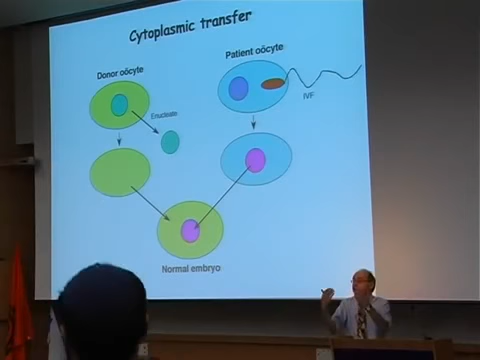 Cytoplasmic transfer
Donor oöcyte
Patient oöcyte
Enucleate
IVF
Normal embryo